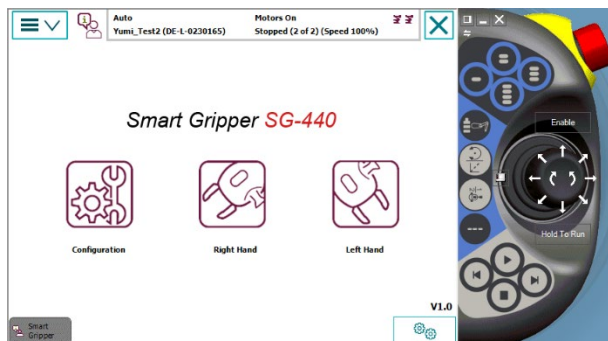 Auto
Motors On
Yumi_Test2 (DE-L-0230165)
Stopped (2 of 2) (Speed 100%)
Smart Gripper SG-440
Configuration
Right Hand
Left Hand
V1.0
Smart
Gripper
Enable
Hold To Run